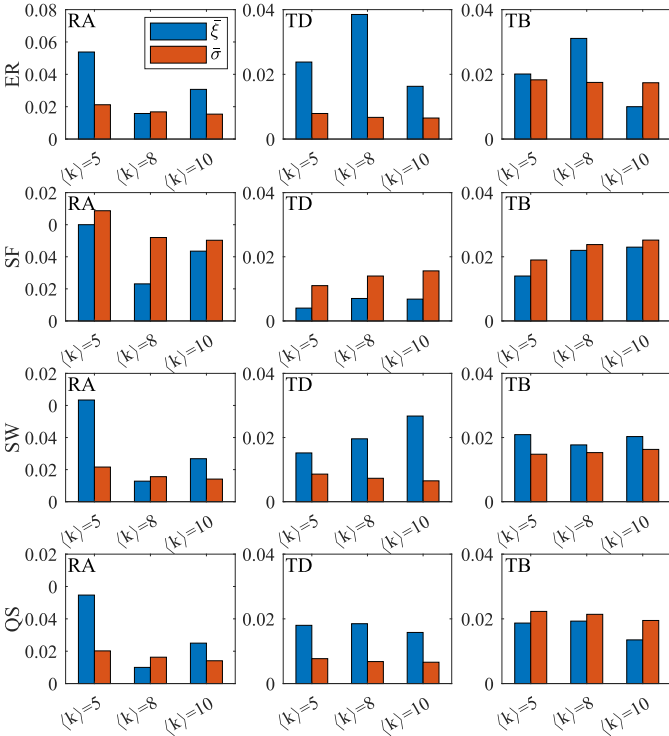 0.08 RA ξ̄ σ̄ 0.04 TD 0.04 TB
0.06
ER 0.04 0.02 0.02
0.02
0 0 0
⟨k⟩=5 ⟨k⟩=8 ⟨k⟩=10 ⟨k⟩=5 ⟨k⟩=8 ⟨k⟩=10 ⟨k⟩=5 ⟨k⟩=8 ⟨k⟩=10
0.02 RA 0.04 TD 0.04 TB
0
SF 0.04 0.02 0.02
0.02
0 0 0
⟨k⟩=5 ⟨k⟩=8 ⟨k⟩=10 ⟨k⟩=5 ⟨k⟩=8 ⟨k⟩=10 ⟨k⟩=5 ⟨k⟩=8 ⟨k⟩=10
0.02 RA 0.04 TD 0.04 TB
0
SW 0.04 0.02 0.02
0.02
0 0 0
⟨k⟩=5 ⟨k⟩=8 ⟨k⟩=10 ⟨k⟩=5 ⟨k⟩=8 ⟨k⟩=10 ⟨k⟩=5 ⟨k⟩=8 ⟨k⟩=10
0.02 RA 0.04 TD 0.04 TB
0
QS 0.04 0.02 0.02
0.02
0 0 0
⟨k⟩=5 ⟨k⟩=8 ⟨k⟩=10 ⟨k⟩=5 ⟨k⟩=8 ⟨k⟩=10 ⟨k⟩=5 ⟨k⟩=8 ⟨k⟩=10